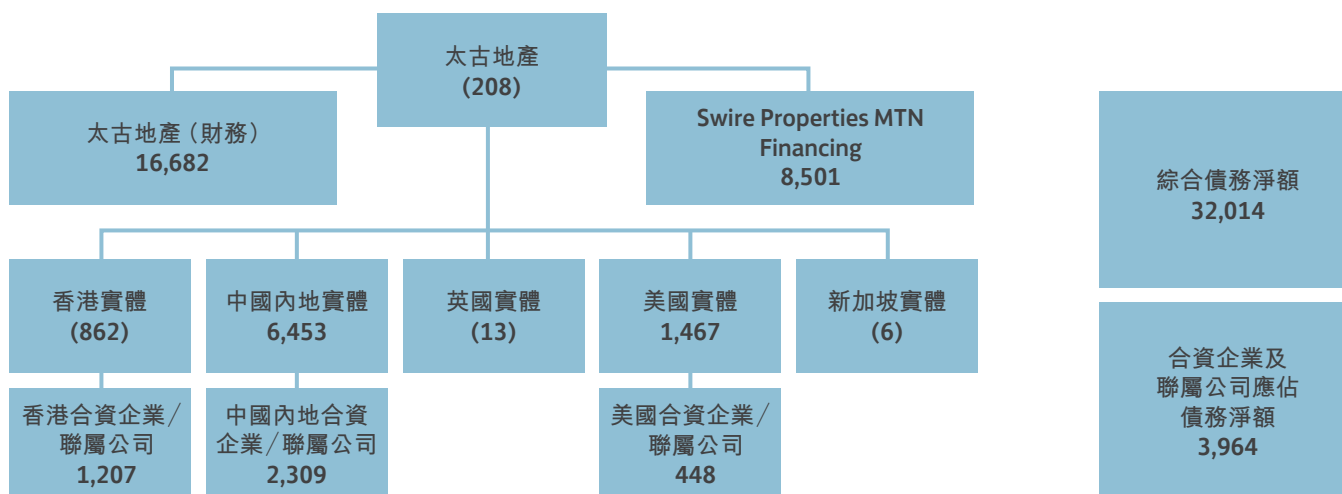 太古地產
(208)
太古地產（財務）
16,682
Swire Properties MTN
Financing
8,501
綜合債務淨額
32,014
香港實體
(862)
中國內地實體
6,453
英國實體
(13)
美國實體
1,467
新加坡實體
(6)
香港合資企業╱
聯屬公司
1,207
中國內地合資
企業╱聯屬公司
2,309
美國合資企業╱
聯屬公司
448
合資企業及
聯屬公司應佔
債務淨額
3,964